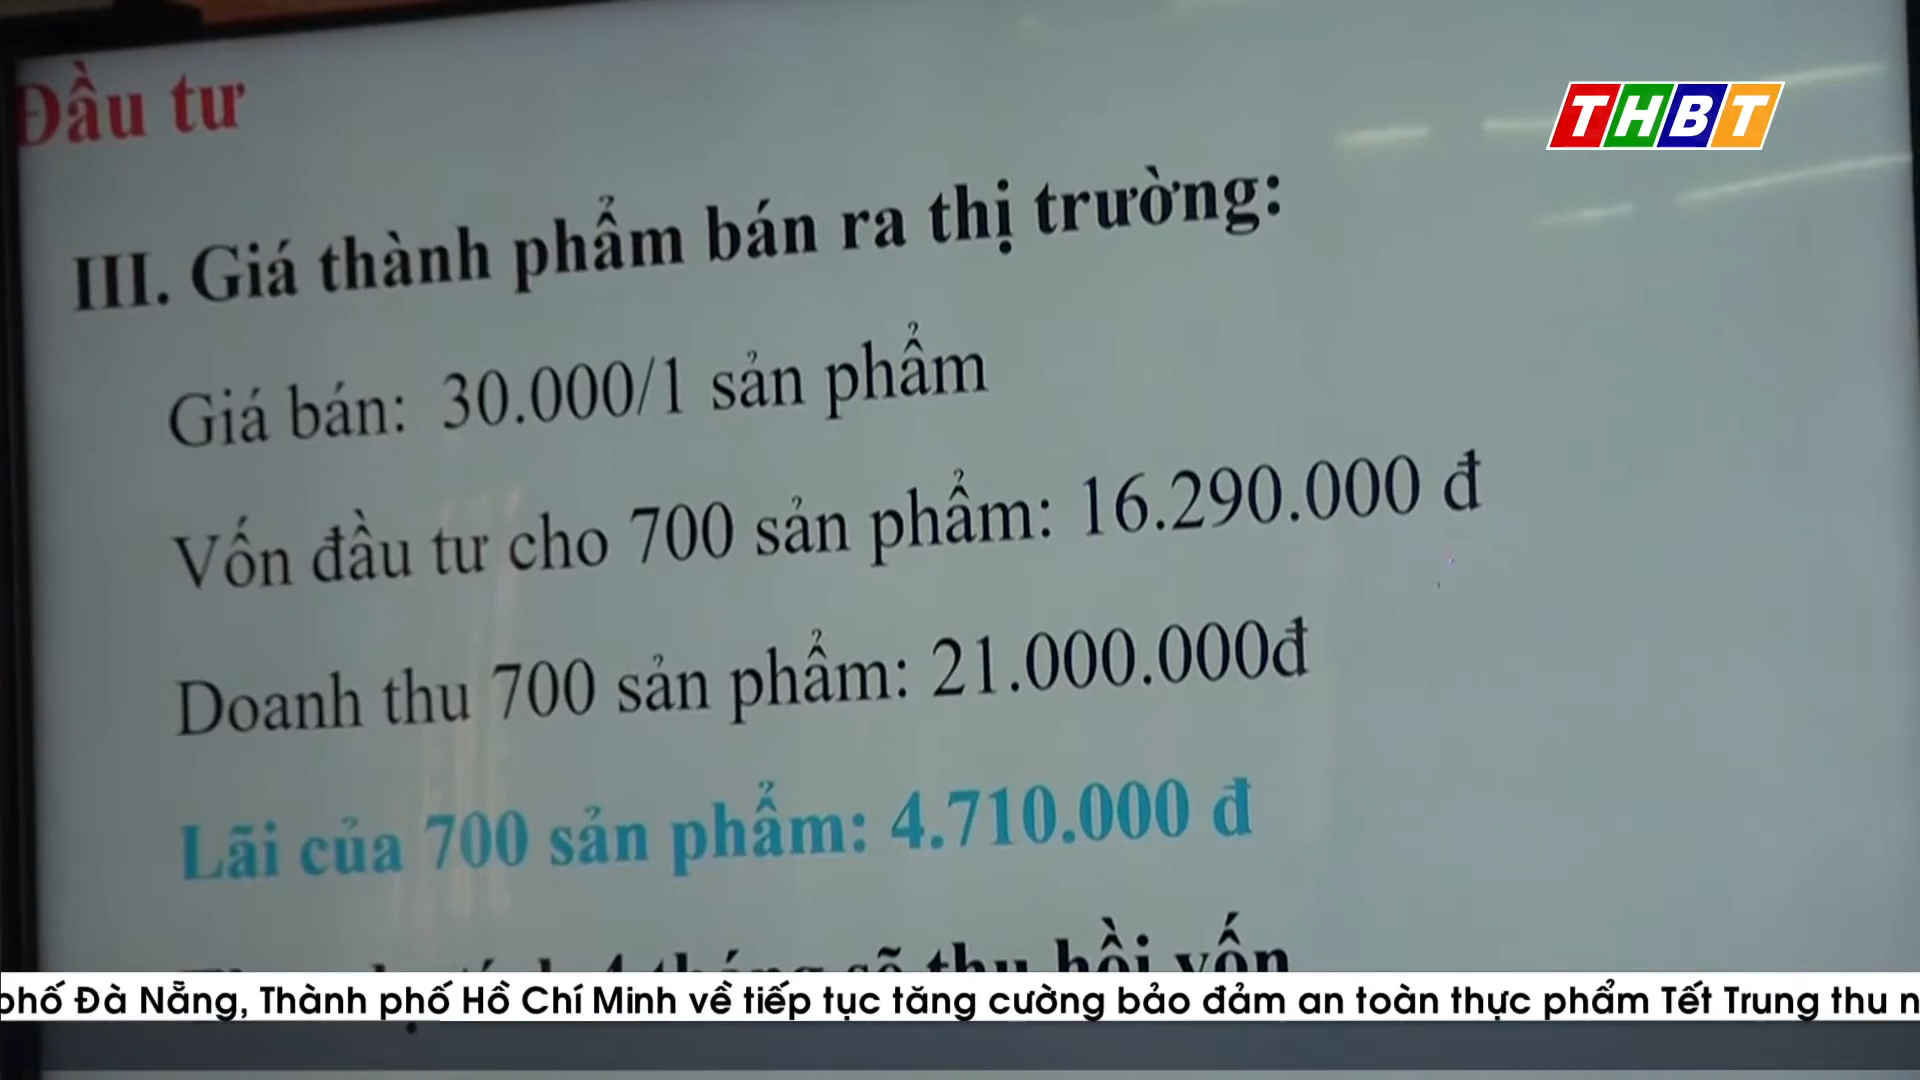 Đầu tư
THBT
III. Giá thành phẩm bán ra thị trường:
Giá bán: 30.000/1 sản phẩm
Vốn đầu tư cho 700 sản phẩm: 16.290.000 đ
Doanh thu 700 sản phẩm: 21.000.000đ
Lãi của 700 sản phẩm: 4.710.000 đ
4 tháng sẽ thu hồi vốn
phố Đà Nẵng, Thành phố Hồ Chí Minh về tiếp tục tăng cường bảo đảm an toàn thực phẩm Tết Trung thu n